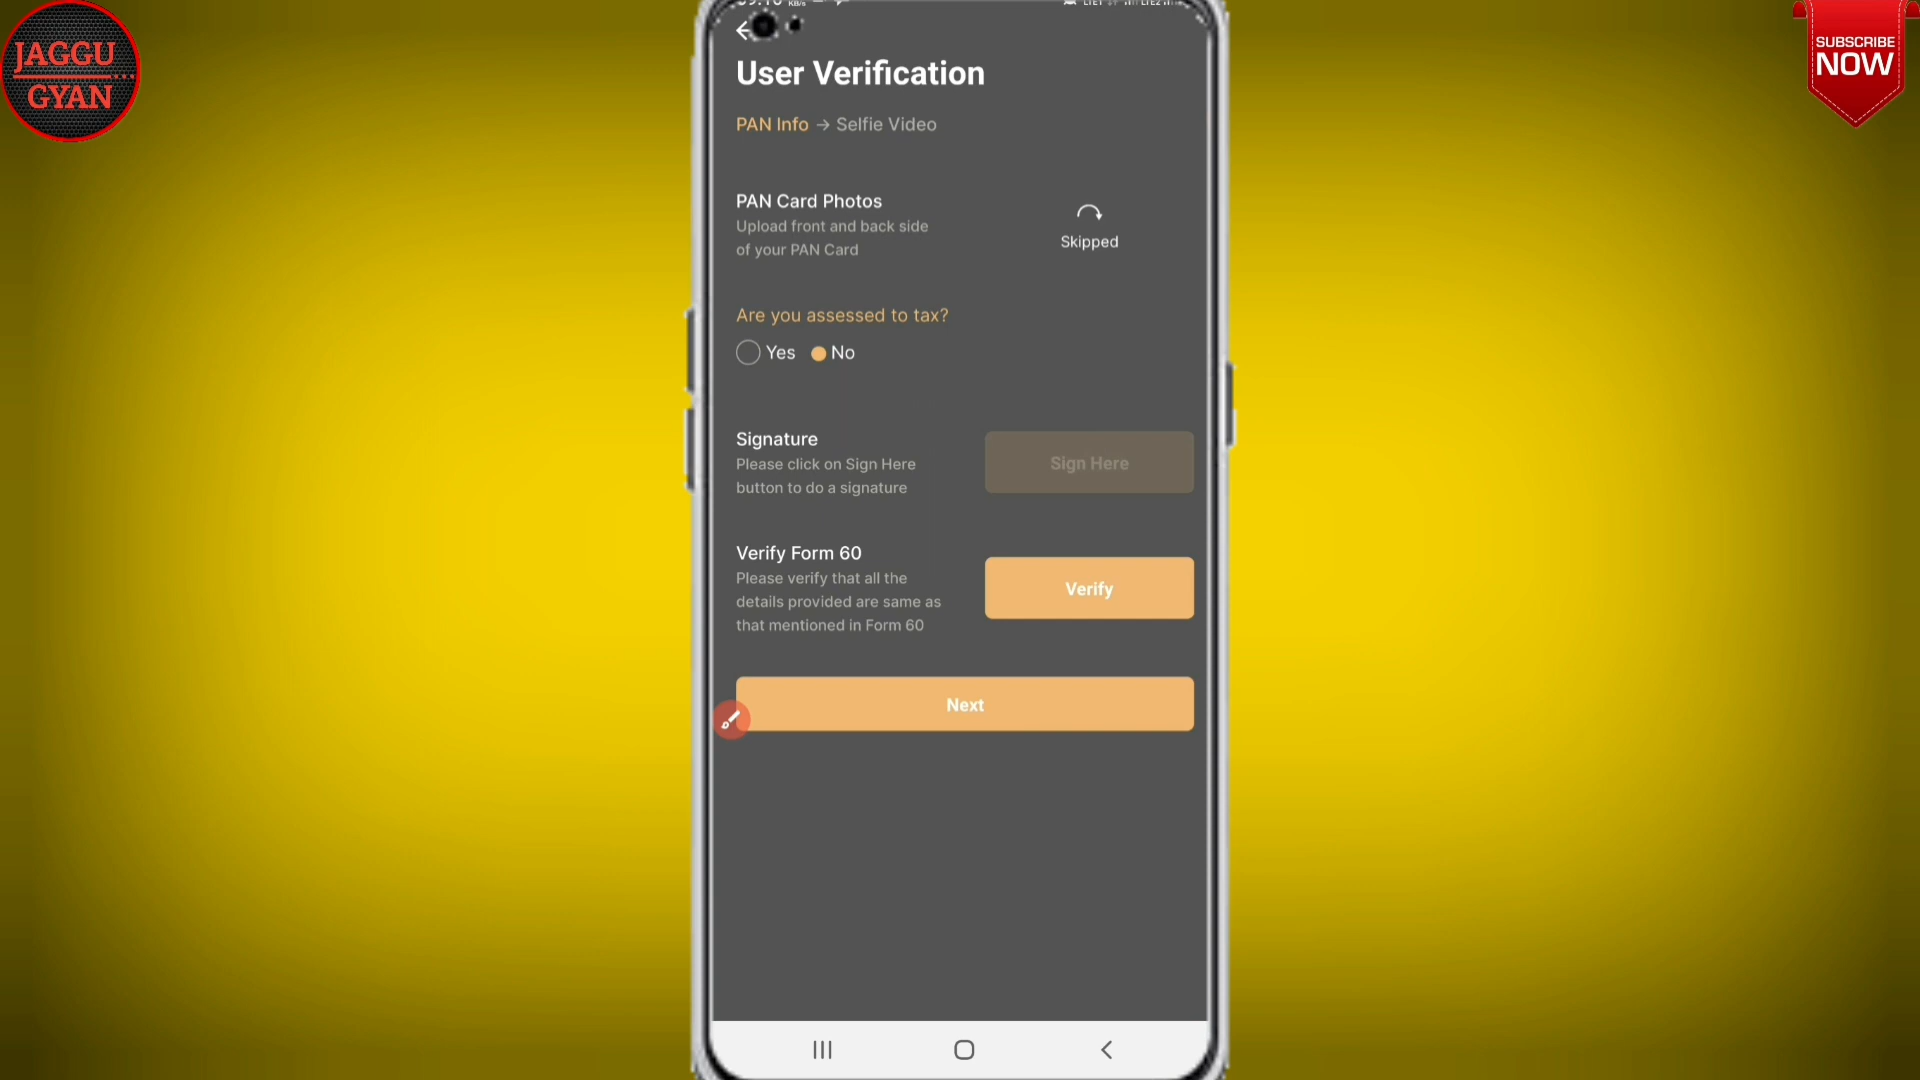 JAGGU
GYAN
SUBSCRIBE
NOW
User Verification
PAN Info → Selfie Video
PAN Card Photos
Upload front and back side
of your PAN Card
Skipped
Are you assessed to tax?
Yes No
Signature
Please click on Sign Here
button to do a signature
Sign Here
Verify Form 60
Please verify that all the
details provided are same as
that mentioned in Form 60
Verify
Next